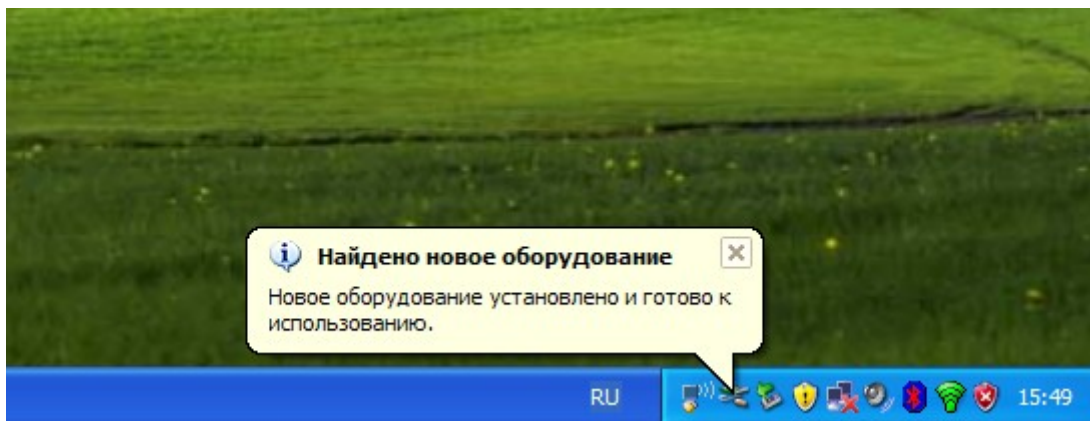 Найдено новое оборудование
Новое оборудование установлено и готово к
использованию.
RU
15:49